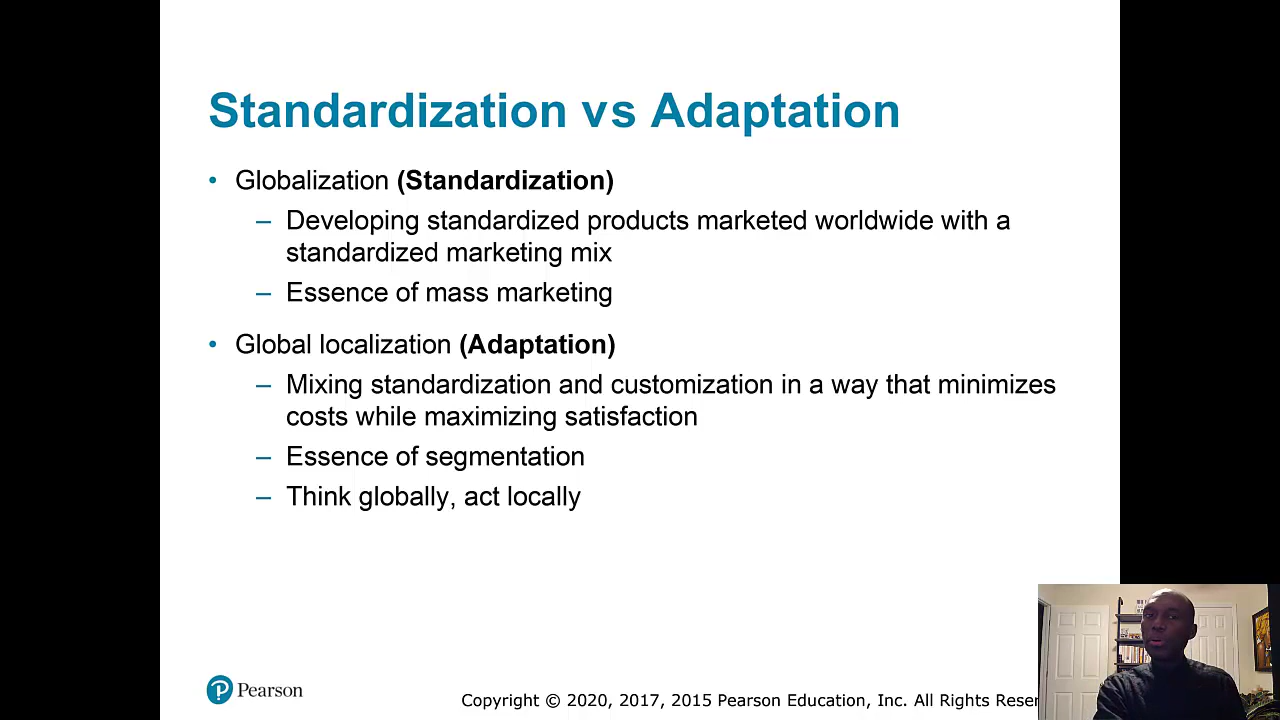 Standardization vs Adaptation
• Globalization (Standardization)
– Developing standardized products marketed worldwide with a
standardized marketing mix
– Essence of mass marketing
• Global localization (Adaptation)
– Mixing standardization and customization in a way that minimizes
costs while maximizing satisfaction
– Essence of segmentation
– Think globally, act locally
P Pearson
Copyright © 2020, 2017, 2015 Pearson Education, Inc. All Rights Reser